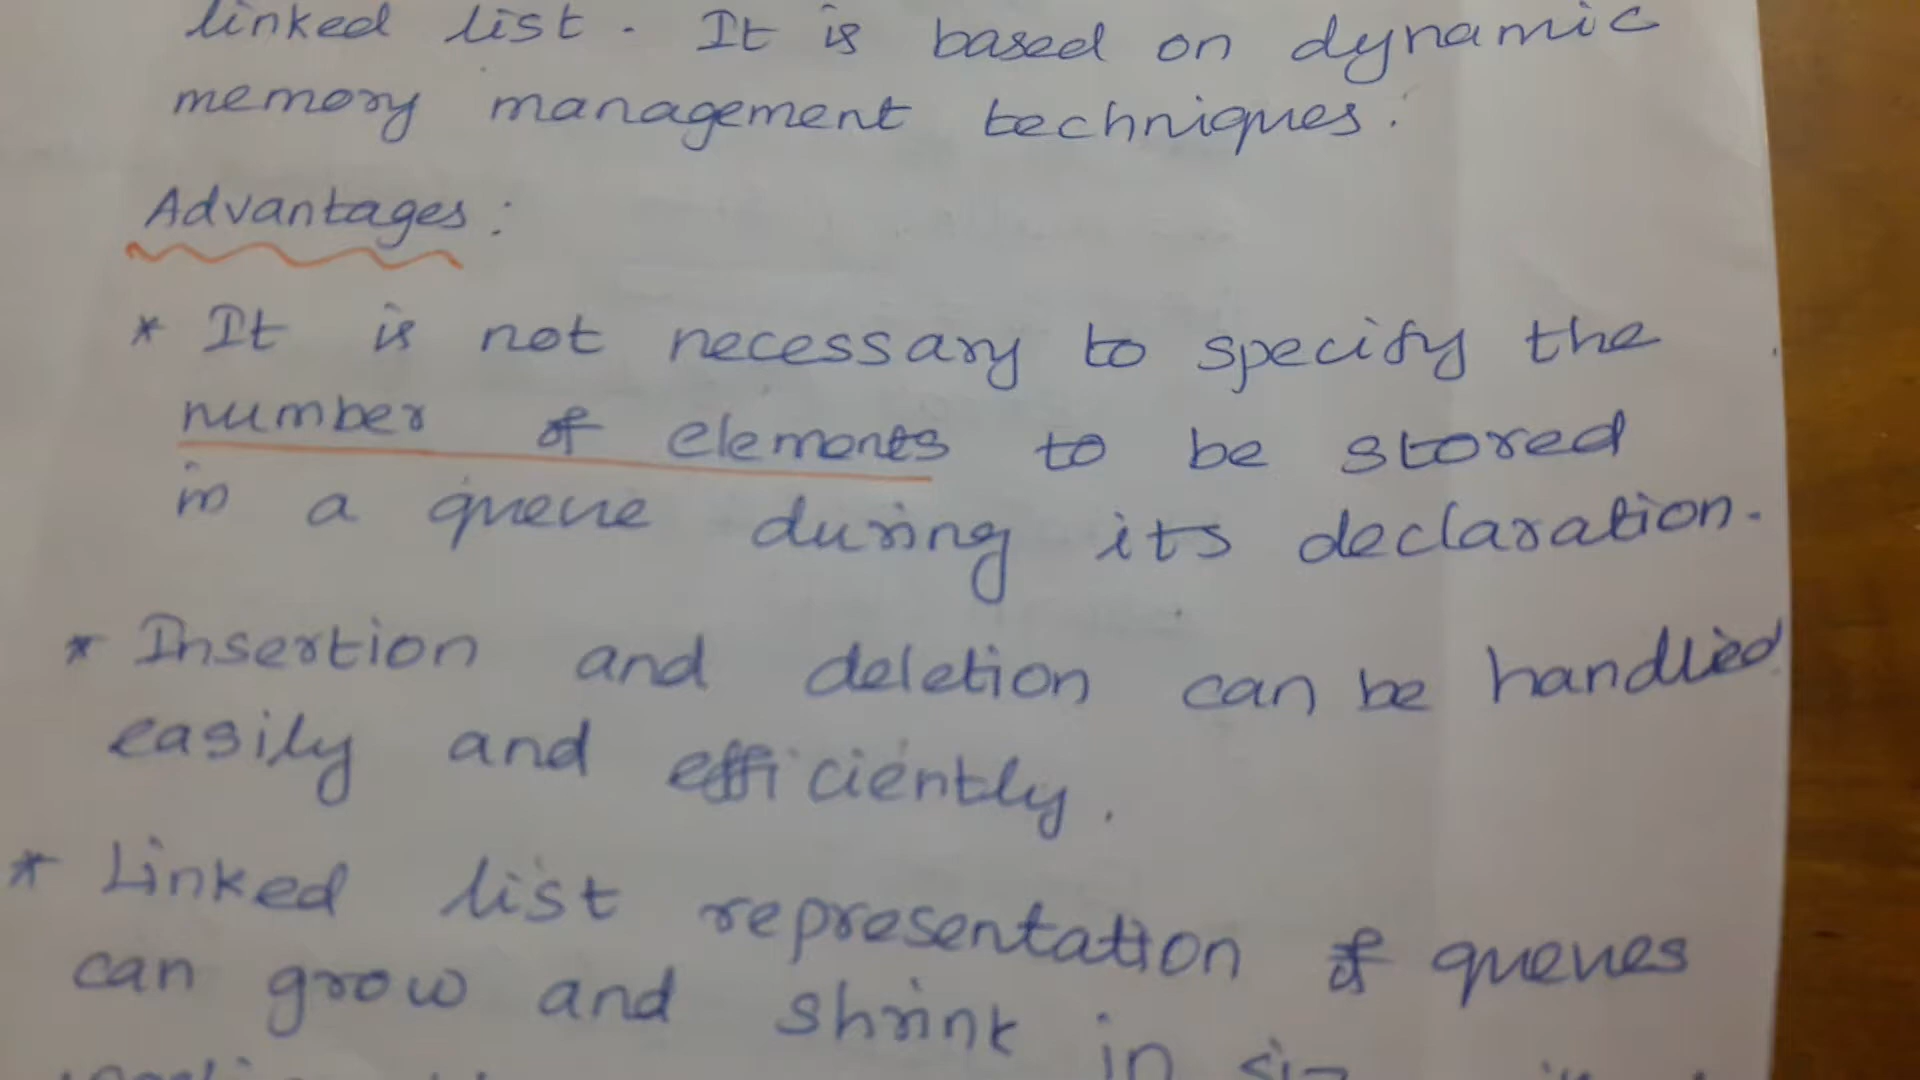 linked list. It is based on dynamic
memory management techniques.
Advantages:
* It is not necessary to specify the
number of elements to be stored
in a queue during its declaration.
* Insertion and deletion can be handled
easily and efficiently.
* Linked list representation of queues
can grow and shrink in